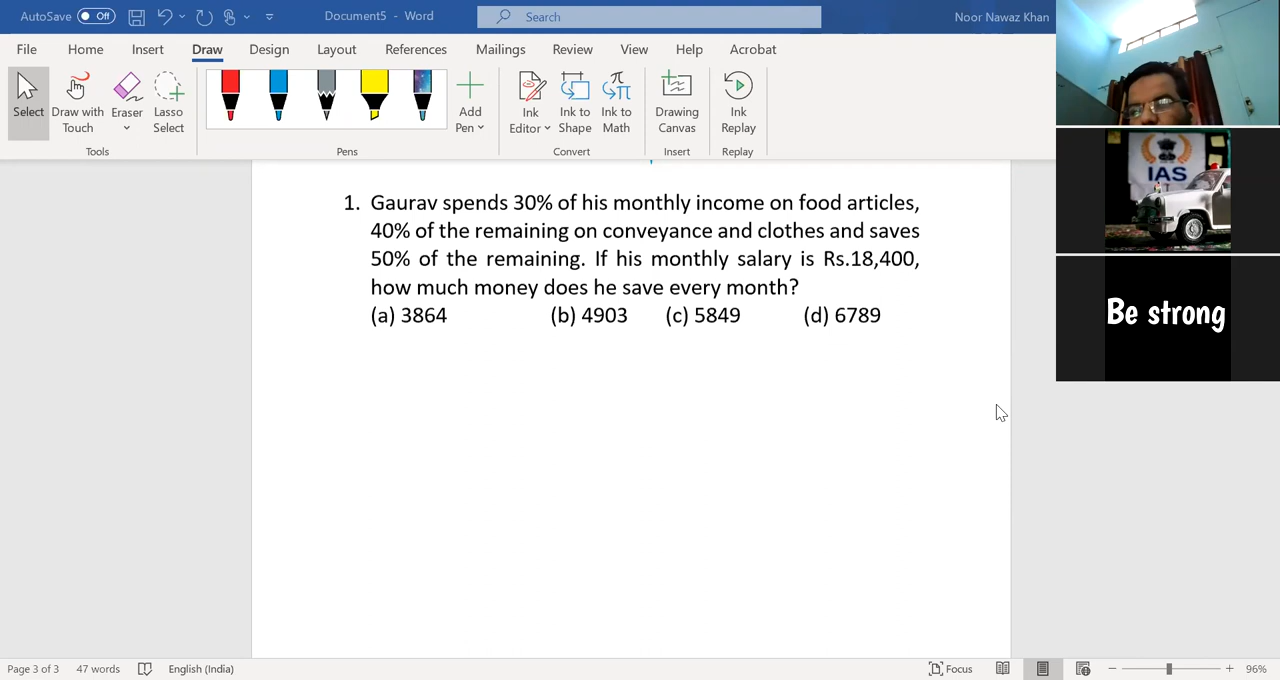 AutoSave Off Document5 - Word Search Noor Nawaz Khan
File Home Insert Draw Design Layout References Mailings Review View Help Acrobat
Select Draw with Touch Eraser Lasso Select Add Pen Ink Editor Ink to Shape Ink to Math Drawing Canvas Ink Replay
Tools Pens Convert Insert Replay
IAS
Be strong
1. Gaurav spends 30% of his monthly income on food articles,
40% of the remaining on conveyance and clothes and saves
50% of the remaining. If his monthly salary is Rs.18,400,
how much money does he save every month?
(a) 3864 (b) 4903 (c) 5849 (d) 6789
Page 3 of 3 47 words English (India) Focus 96%